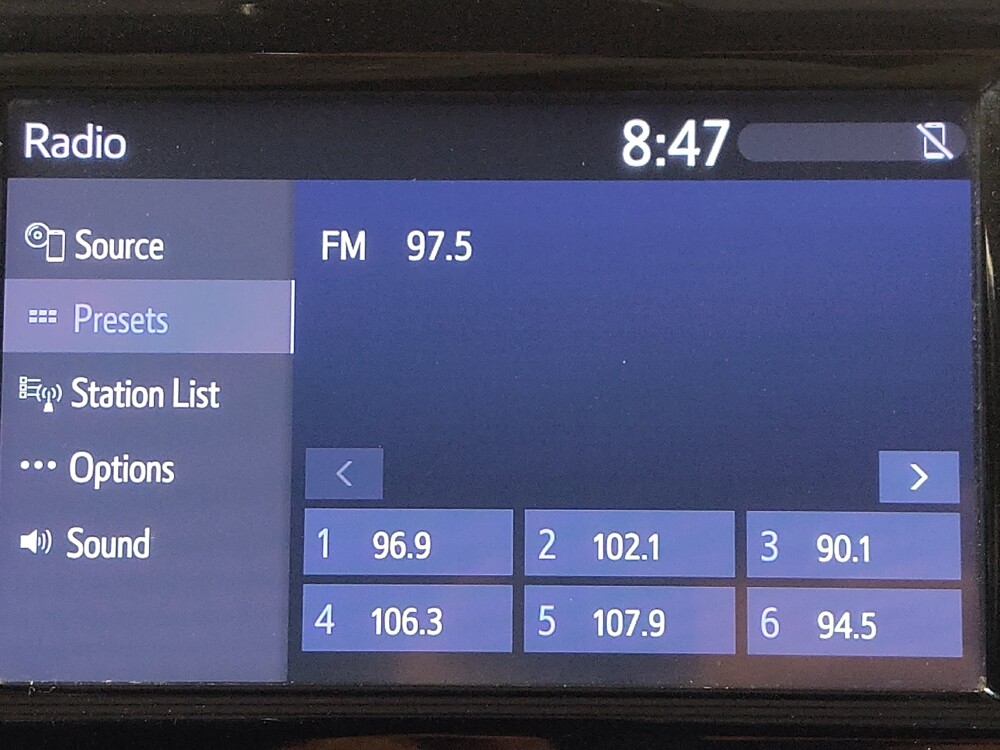 Radio 8:47
Source
FM 97.5
Presets
Station List
Options
Sound
1 96.9 2 102.1 3 90.1
4 106.3 5 107.9 6 94.5